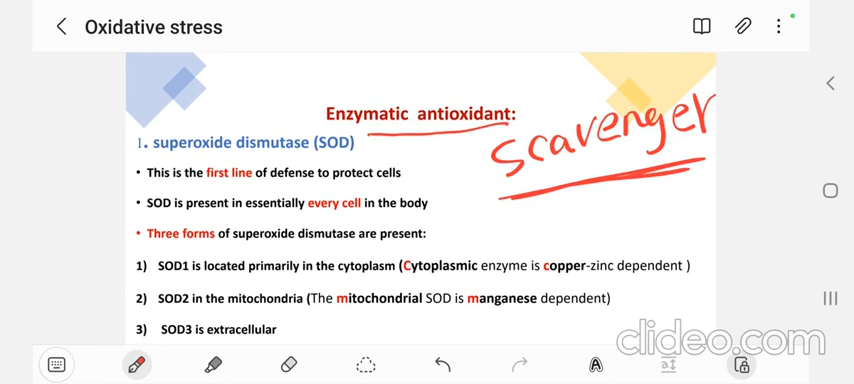 Oxidative stress
Enzymatic antioxidant:
scavenger
1. superoxide dismutase (SOD)
• This is the first line of defense to protect cells
• SOD is present in essentially every cell in the body
• Three forms of superoxide dismutase are present:
1) SOD1 is located primarily in the cytoplasm (Cytoplasmic enzyme is copper-zinc dependent )
2) SOD2 in the mitochondria (The mitochondrial SOD is manganese dependent)
3) SOD3 is extracellular
clideo.com